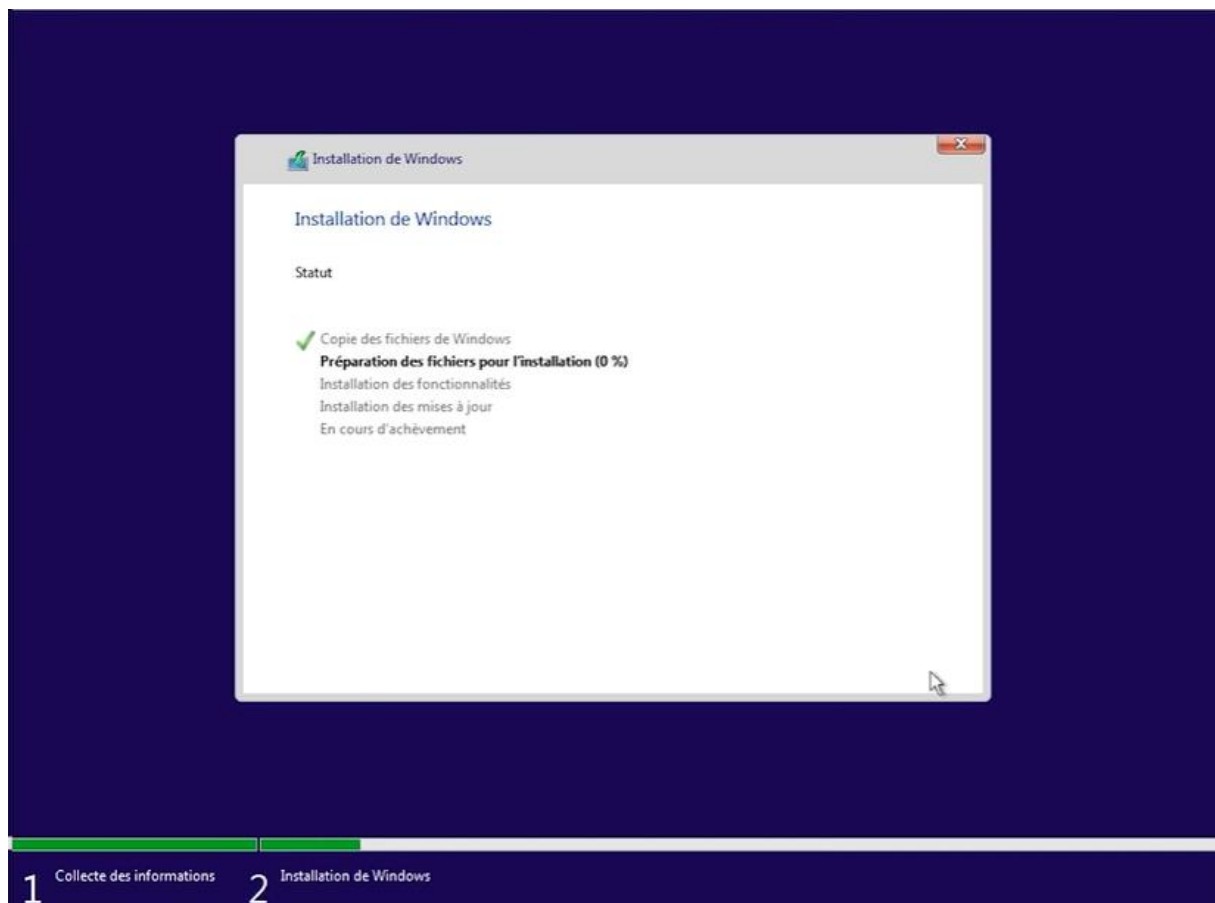 Installation de Windows
Installation de Windows
Statut
Copie des fichiers de Windows
Préparation des fichiers pour l'installation (0 %)
Installation des fonctionnalités
Installation des mises à jour
En cours d'achèvement
1 Collecte des informations 2 Installation de Windows